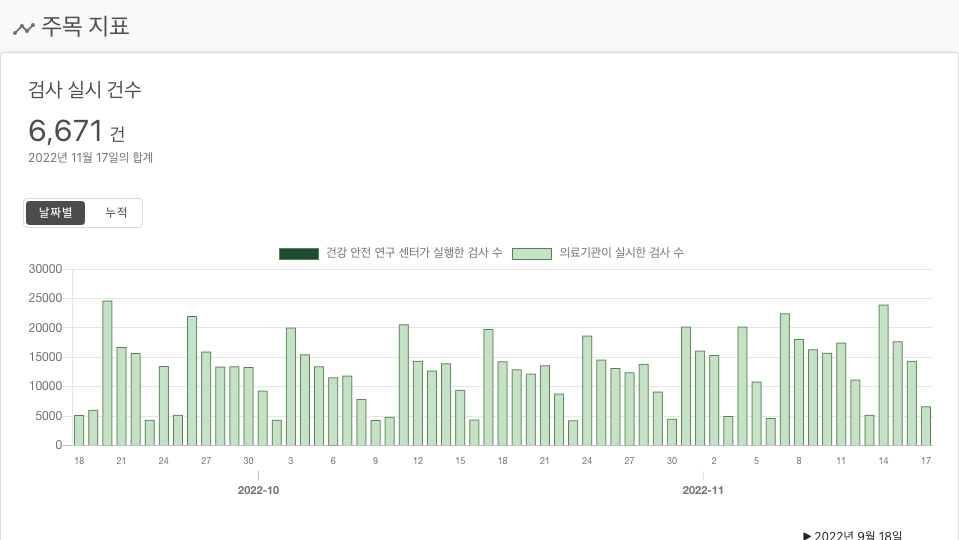 주목 지표
검사 실시 건수
6,671 건
2022년 11월 17일의 합계
날짜별 누적
건강 안전 연구 센터가 실행한 검사 수 의료기관이 실시한 검사 수
30000
25000
20000
15000
10000
5000
0
18 21 24 27 30 3 6 9 12 15 18 21 24 27 30 2 5 8 11 14 17
2022-10 2022-11
▶ 2022년 9월 18일